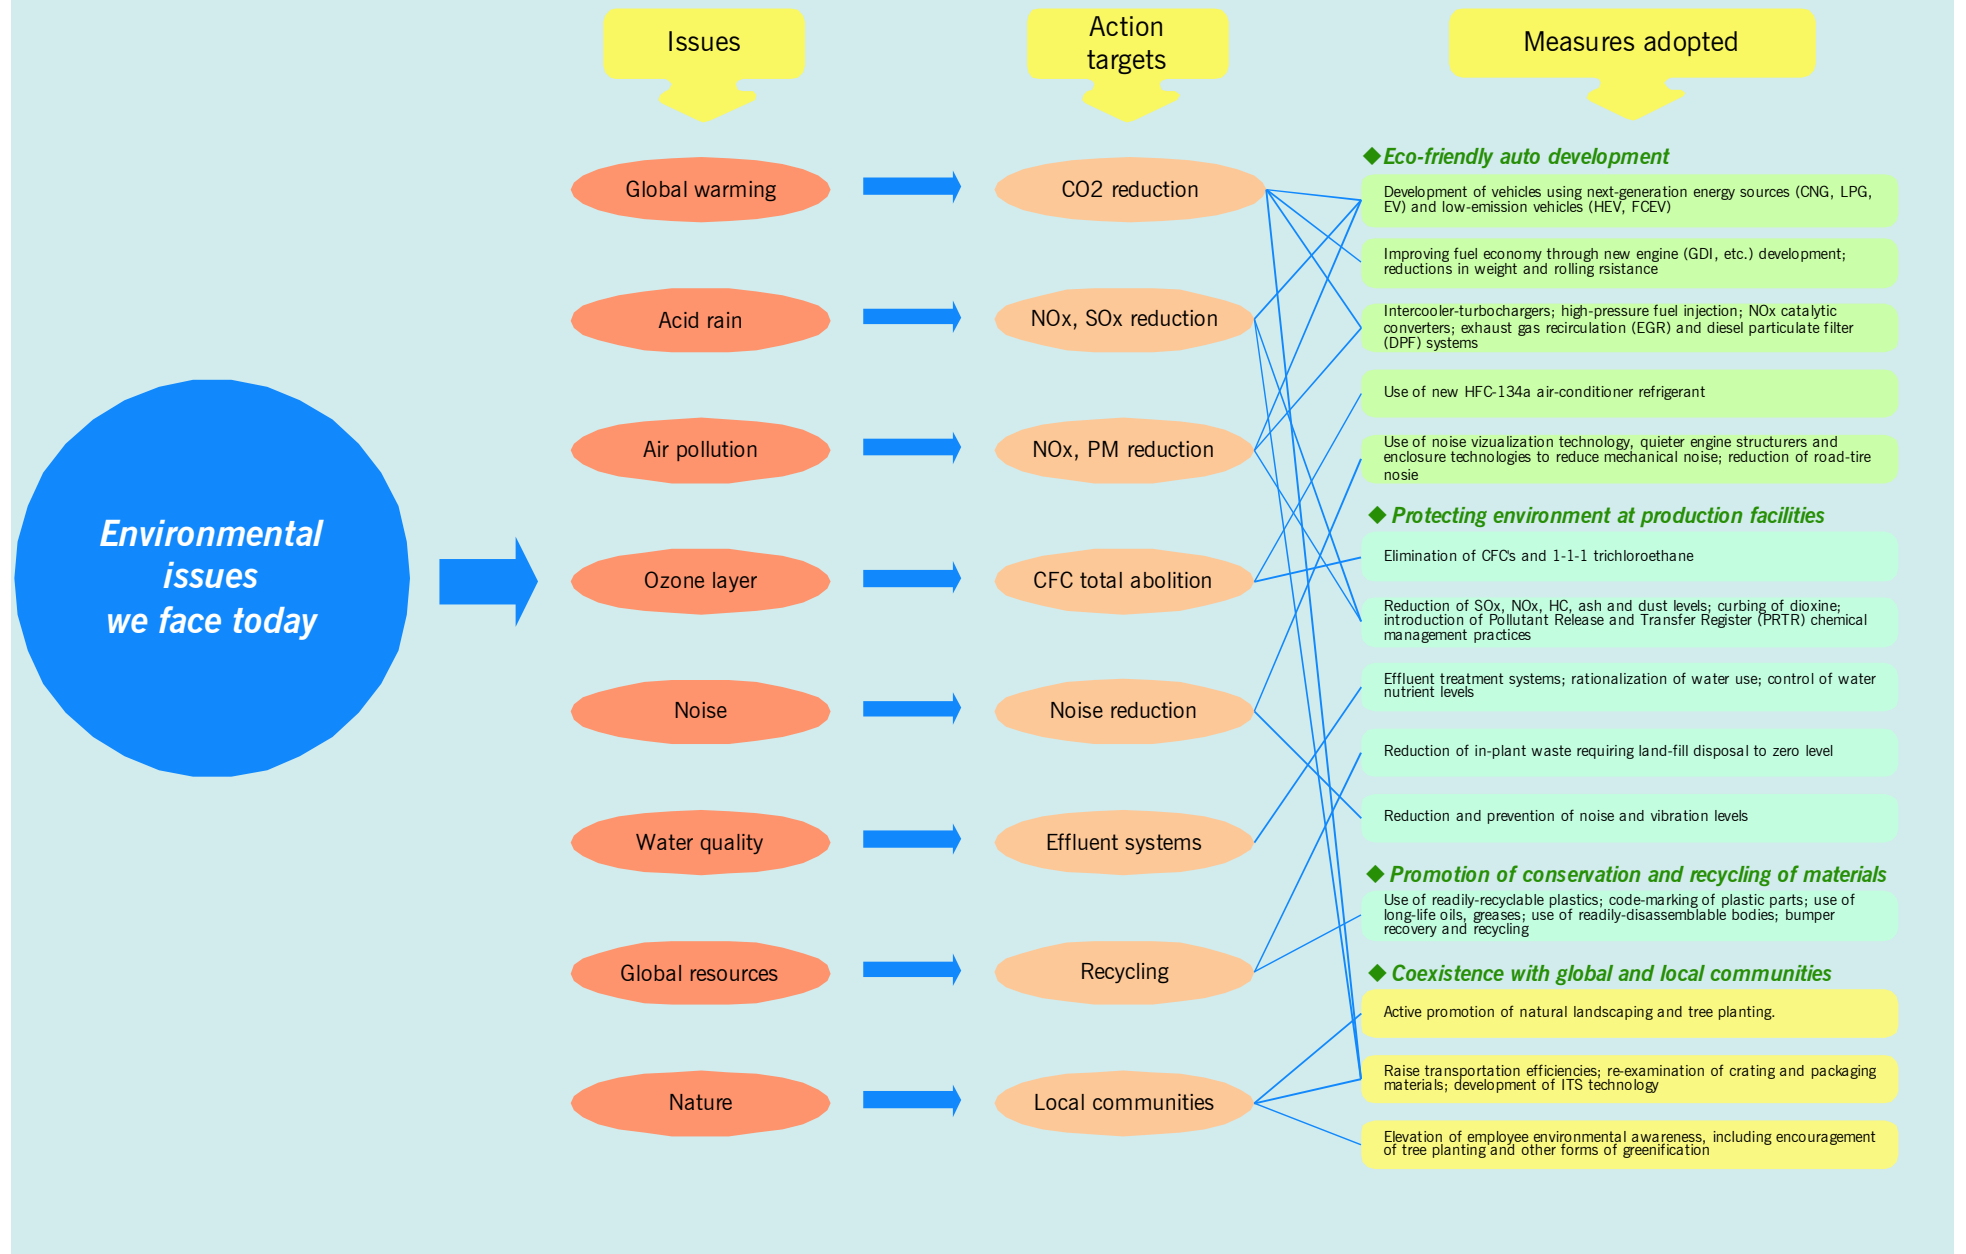 Issues
Action
targets
Measures adopted
Environmental
issues
we face today
Global warming
Acid rain
Air pollution
Ozone layer
Noise
Water quality
Global resources
Nature
CO2 reduction
NOx, SOx reduction
NOx, PM reduction
CFC total abolition
Noise reduction
Effluent systems
Recycling
Local communities
◆Eco-friendly auto development
Development of vehicles using next-generation energy sources (CNG, LPG,
EV) and low-emission vehicles (HEV, FCEV)
Improving fuel economy through new engine (GDI, etc.) development;
reductions in weight and rolling rsistance
Intercooler-turbochargers; high-pressure fuel injection; NOx catalytic
converters; exhaust gas recirculation (EGR) and diesel particulate filter
(DPF) systems
Use of new HFC-134a air-conditioner refrigerant
Use of noise vizualization technology, quieter engine structurers and
enclosure technologies to reduce mechanical noise; reduction of road-tire
nosie
◆ Protecting environment at production facilities
Elimination of CFC's and 1-1-1 trichloroethane
Reduction of SOx, NOx, HC, ash and dust levels; curbing of dioxine;
introduction of Pollutant Release and Transfer Register (PRTR) chemical
management practices
Effluent treatment systems; rationalization of water use; control of water
nutrient levels
Reduction of in-plant waste requiring land-fill disposal to zero level
Reduction and prevention of noise and vibration levels
◆ Promotion of conservation and recycling of materials
Use of readily-recyclable plastics; code-marking of plastic parts; use of
long-life oils, greases; use of readily-disassemblable bodies; bumper
recovery and recycling
◆ Coexistence with global and local communities
Active promotion of natural landscaping and tree planting.
Raise transportation efficiencies; re-examination of crating and packaging
materials; development of ITS technology
Elevation of employee environmental awareness, including encouragement
of tree planting and other forms of greenification